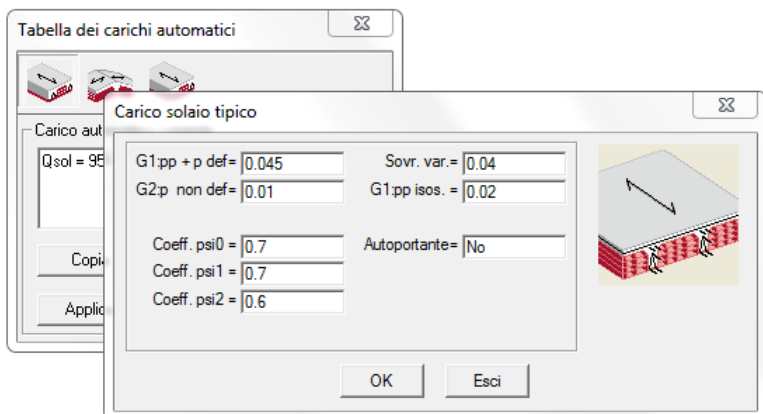 Tabella dei carichi automatici
Carico solaio tipico
Carico aut
Qsol = 95
Copi
Applic
G1:pp + p def= 0.045
Sovr. var.= 0.04
G2:p non def= 0.01
G1:pp isos. = 0.02
Coeff. psi0 = 0.7
Autoportante= No
Coeff. psi1 = 0.7
Coeff. psi2 = 0.6
OK
Esci